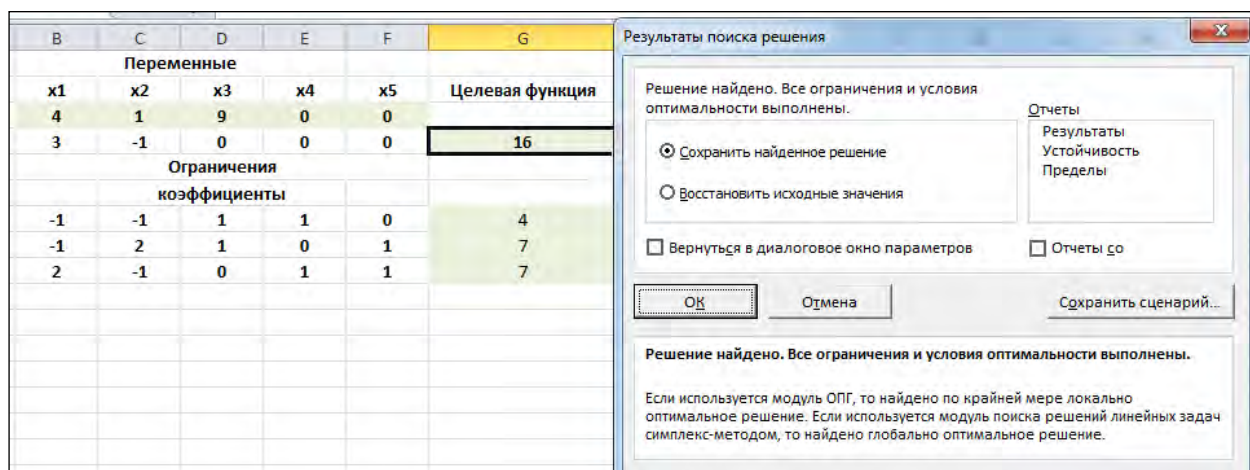 B C D E F G
Переменные
x1 x2 x3 x4 x5 Целевая функция
4 1 9 0 0
3 -1 0 0 0 16
Ограничения
коэффициенты
-1 -1 1 1 0 4
-1 2 1 0 1 7
2 -1 0 1 1 7
Результаты поиска решения
Решение найдено. Все ограничения и условия
оптимальности выполнены.
Отчеты
Результаты
Устойчивость
Пределы
Сохранить найденное решение
Восстановить исходные значения
Вернуться в диалоговое окно параметров
Отчеты со
ОК Отмена Сохранить сценарий...
Решение найдено. Все ограничения и условия оптимальности выполнены.
Если используется модуль ОПГ, то найдено по крайней мере локально
оптимальное решение. Если используется модуль поиска решений линейных задач
симплекс-методом, то найдено глобально оптимальное решение.